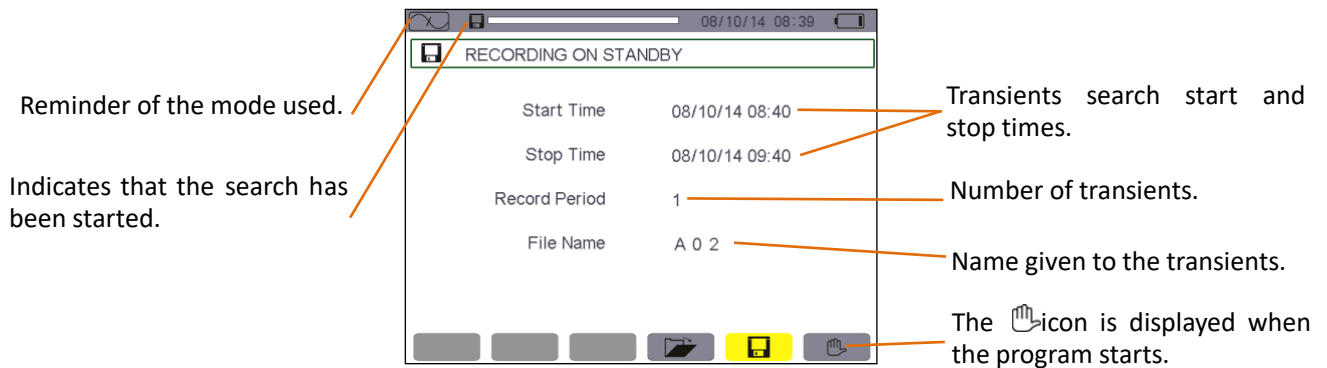 08/10/14 08:39
RECORDING ON STANDBY
Reminder of the mode used.
Indicates that the search has
been started.
Start Time 08/10/14 08:40
Stop Time 08/10/14 09:40
Record Period 1
File Name A 0 2
Transients search start and
stop times.
Number of transients.
Name given to the transients.
The icon is displayed when
the program starts.